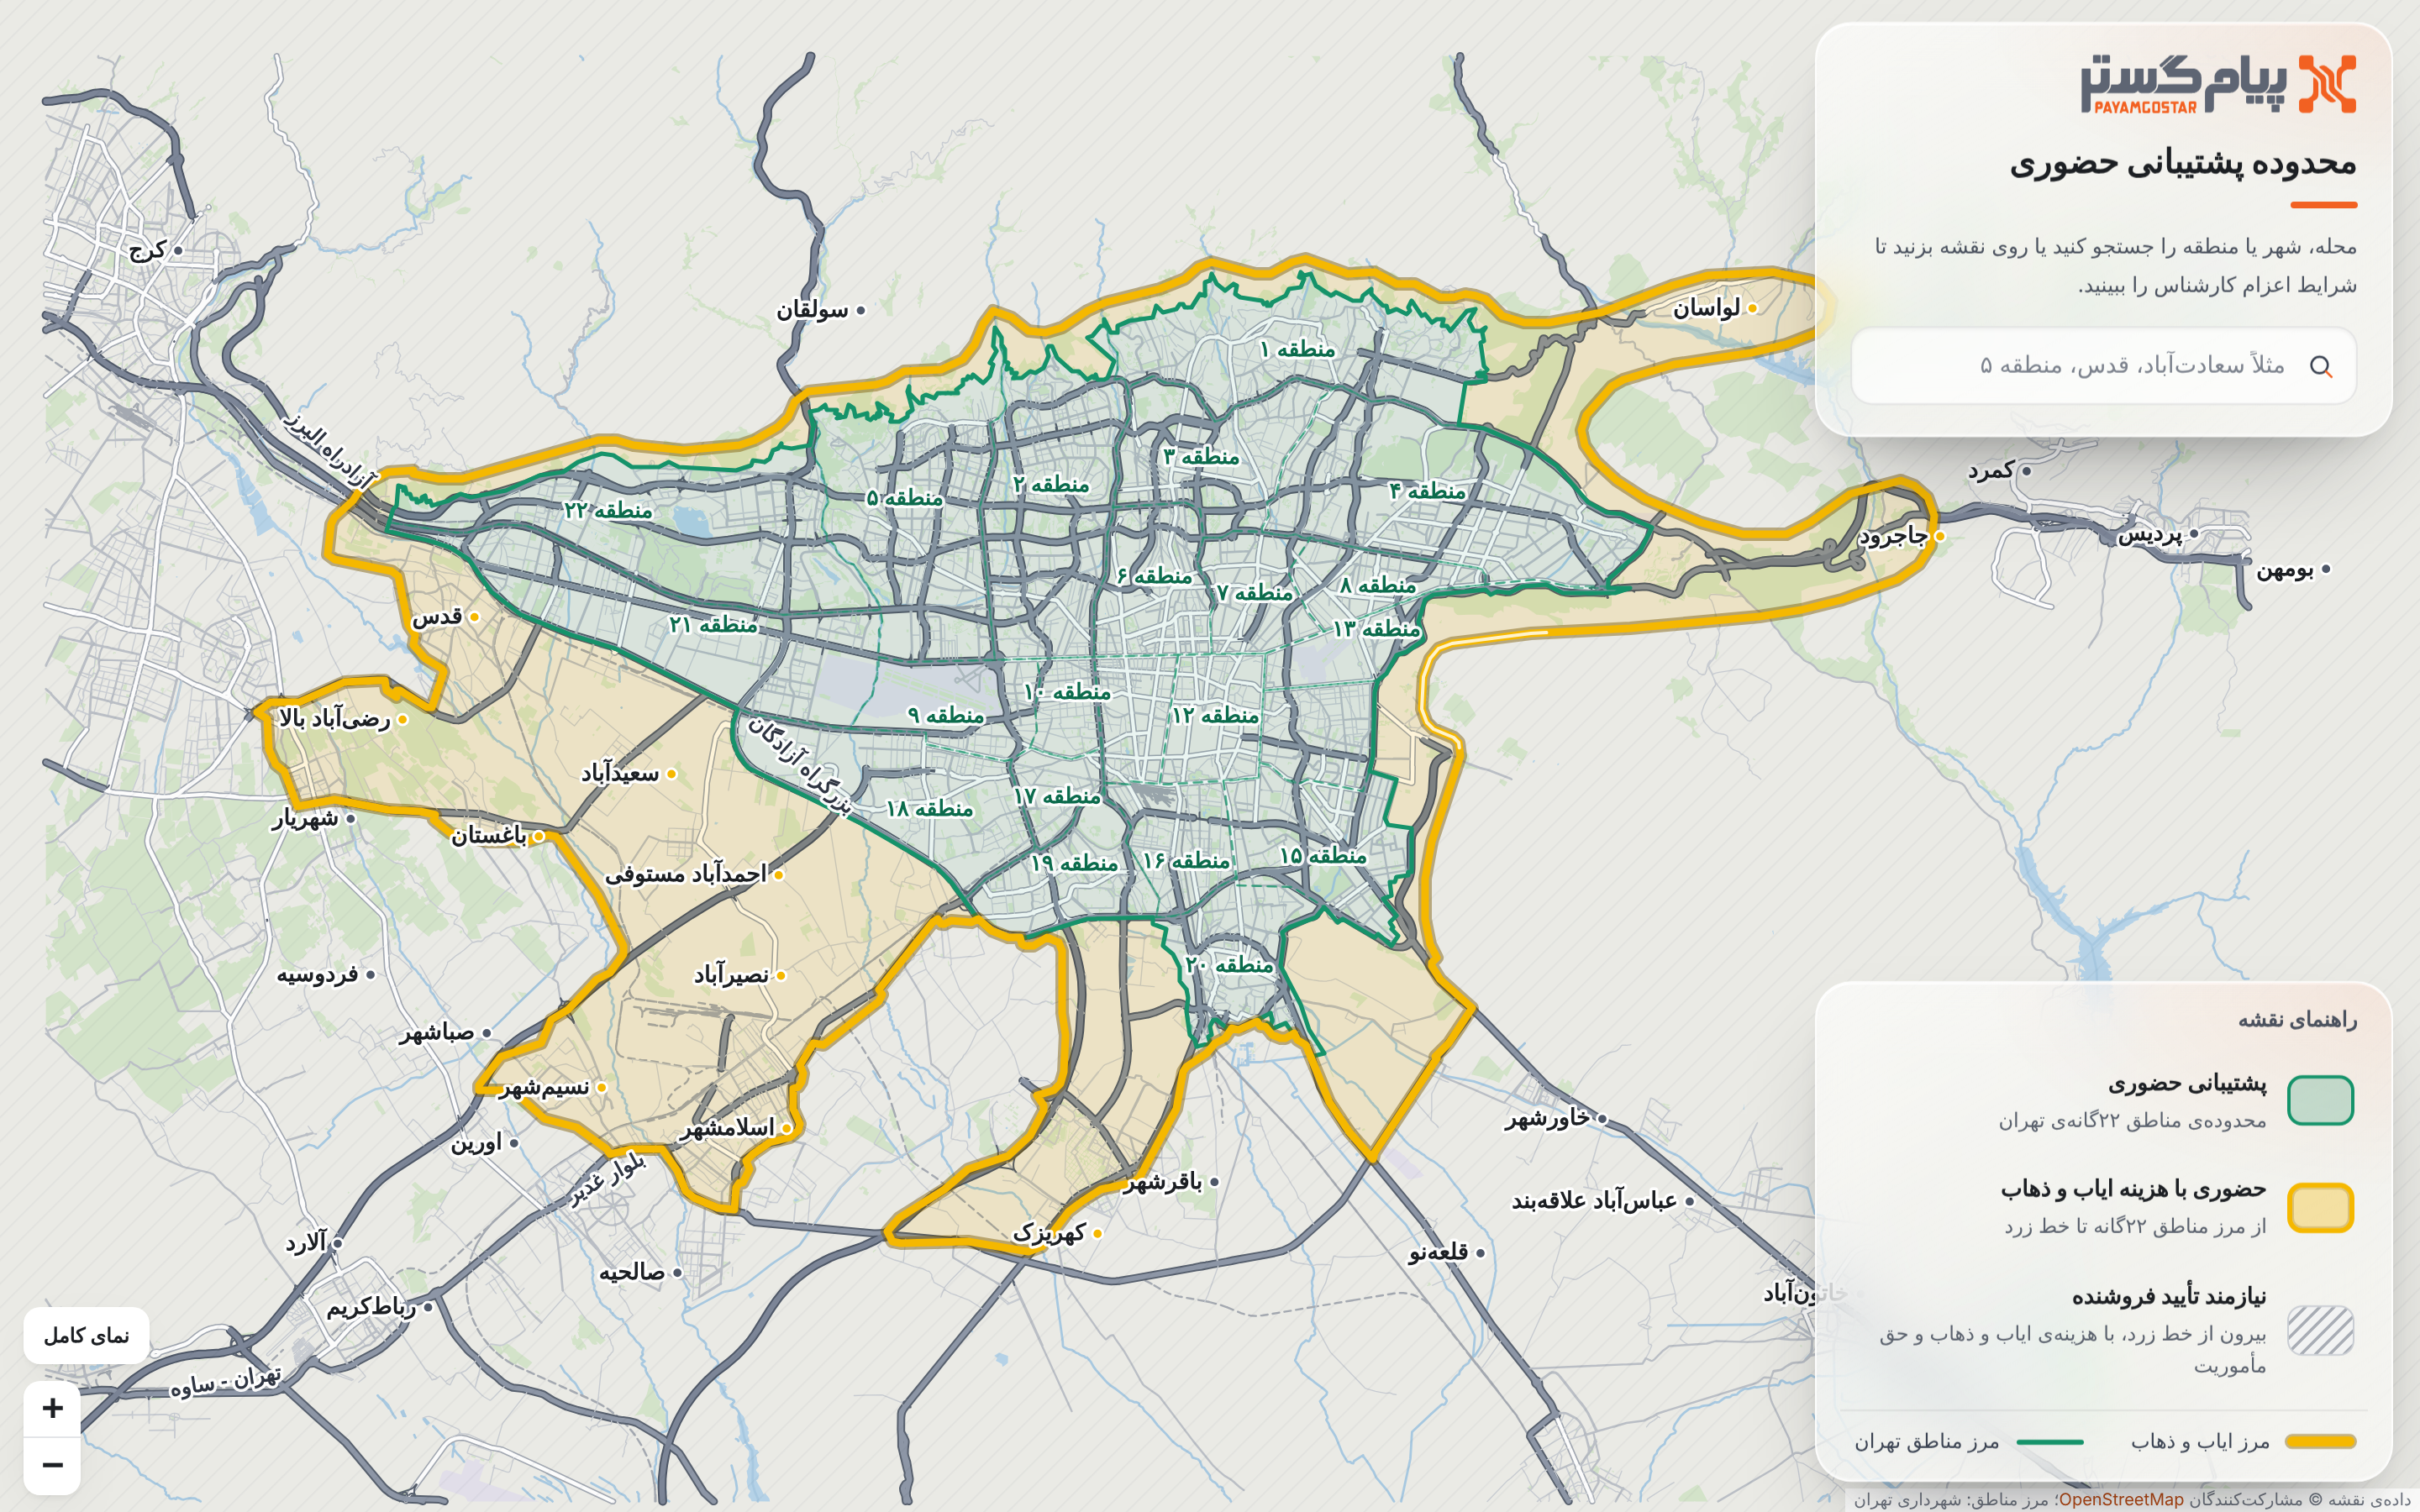 پیام گستر
PAYAMGOSTAR
محدوده پشتیبانی حضوری
محله، شهر یا منطقه را جستجو کنید یا روی نقشه بزنید تا
شرایط اعزام کارشناس را ببینید.
مثلاً سعادت‌آباد، قدس، منطقه ۵
کرج
سولقان
لواسان
منطقه ۱
آزادراه البرز
منطقه ۳
کمرد
منطقه ۲
منطقه ۴
منطقه ۵
منطقه ۲۲
پردیس
جاجرود
بومهن
منطقه ۶
منطقه ۸
منطقه ۷
قدس
منطقه ۲۱
منطقه ۱۳
منطقه ۱۰
رضی‌آباد بالا
منطقه ۹
منطقه ۱۲
بزرگراه آزادگان
سعیدآباد
منطقه ۱۷
منطقه ۱۸
شهریار
باغستان
منطقه ۱۵
منطقه ۱۶
منطقه ۱۹
احمدآباد مستوفی
منطقه ۲۰
فردوسیه
نصیرآباد
صباشهر
نسیم‌شهر
خاورشهر
اسلامشهر
اورین
بلوار غدیر
باقرشهر
عباس‌آباد علاقه‌بند
کهریزک
آلارد
قلعه‌نو
صالحیه
خاتون‌آباد
رباط‌کریم
تهران - ساوه
راهنمای نقشه
پشتیبانی حضوری
محدوده‌ی مناطق ۲۲گانه‌ی تهران
حضوری با هزینه ایاب و ذهاب
از مرز مناطق ۲۲گانه تا خط زرد
نیازمند تأیید فروشنده
بیرون از خط زرد، با هزینه‌ی ایاب و ذهاب و حق
مأموریت
مرز ایاب و ذهاب
مرز مناطق تهران
نمای کامل
+
−
داده‌ی نقشه © مشارکت‌کنندگان OpenStreetMap؛ مرز مناطق: شهرداری تهران